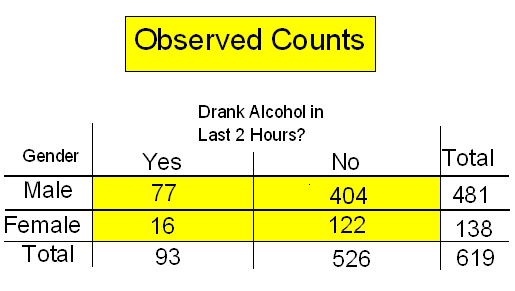 Observed Counts
Drank Alcohol in
Last 2 Hours?
Gender Yes No Total
Male 77 404 481
Female 16 122 138
Total 93 526 619